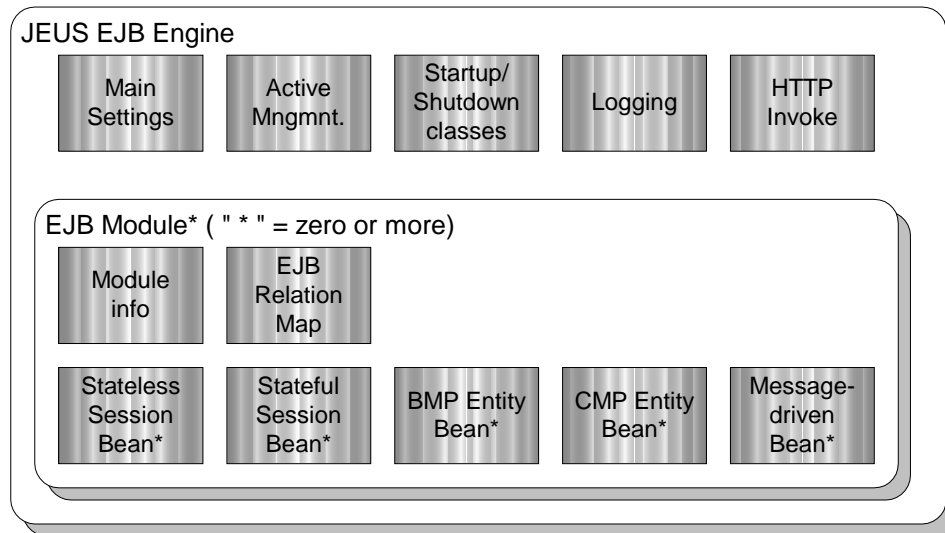 JEUS EJB Engine
Main
Settings
Active
Mngmnt.
Startup/
Shutdown
classes
Logging
HTTP
Invoke
EJB Module* ( " * " = zero or more)
Module
info
EJB
Relation
Map
Stateless
Session
Bean*
Stateful
Session
Bean*
BMP Entity
Bean*
CMP Entity
Bean*
Message-
driven
Bean*